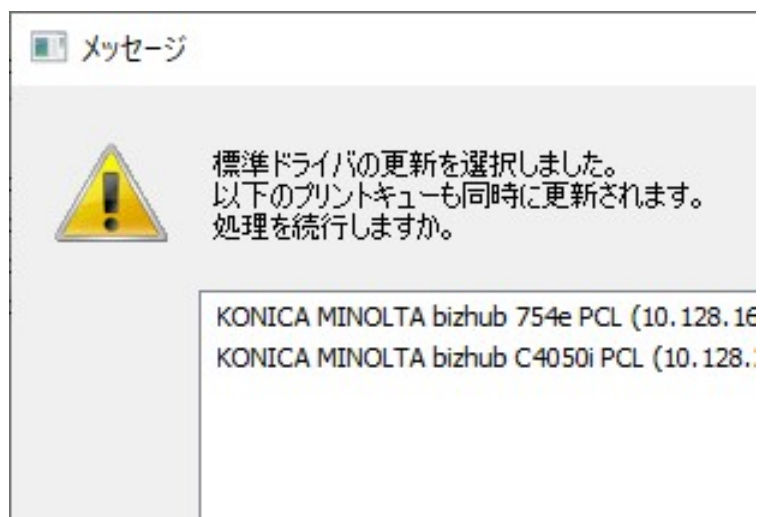 メッセージ
標準ドライバの更新を選択しました。
以下のプリントキューも同時に更新されます。
処理を続行しますか。
KONICA MINOLTA bizhub 754e PCL (10.128.16
KONICA MINOLTA bizhub C4050i PCL (10.128.